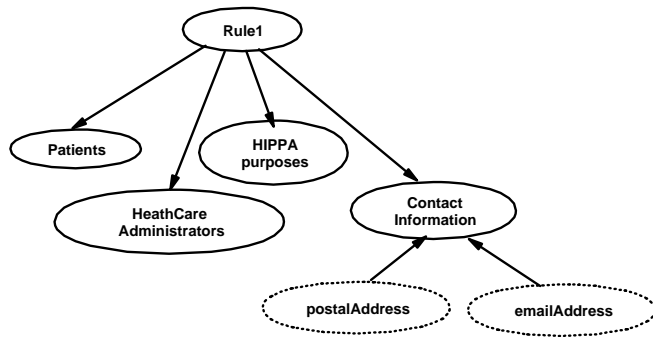 Rule1
Patients
HIPPA
purposes
HeathCare
Administrators
Contact
Information
postalAddress
emailAddress